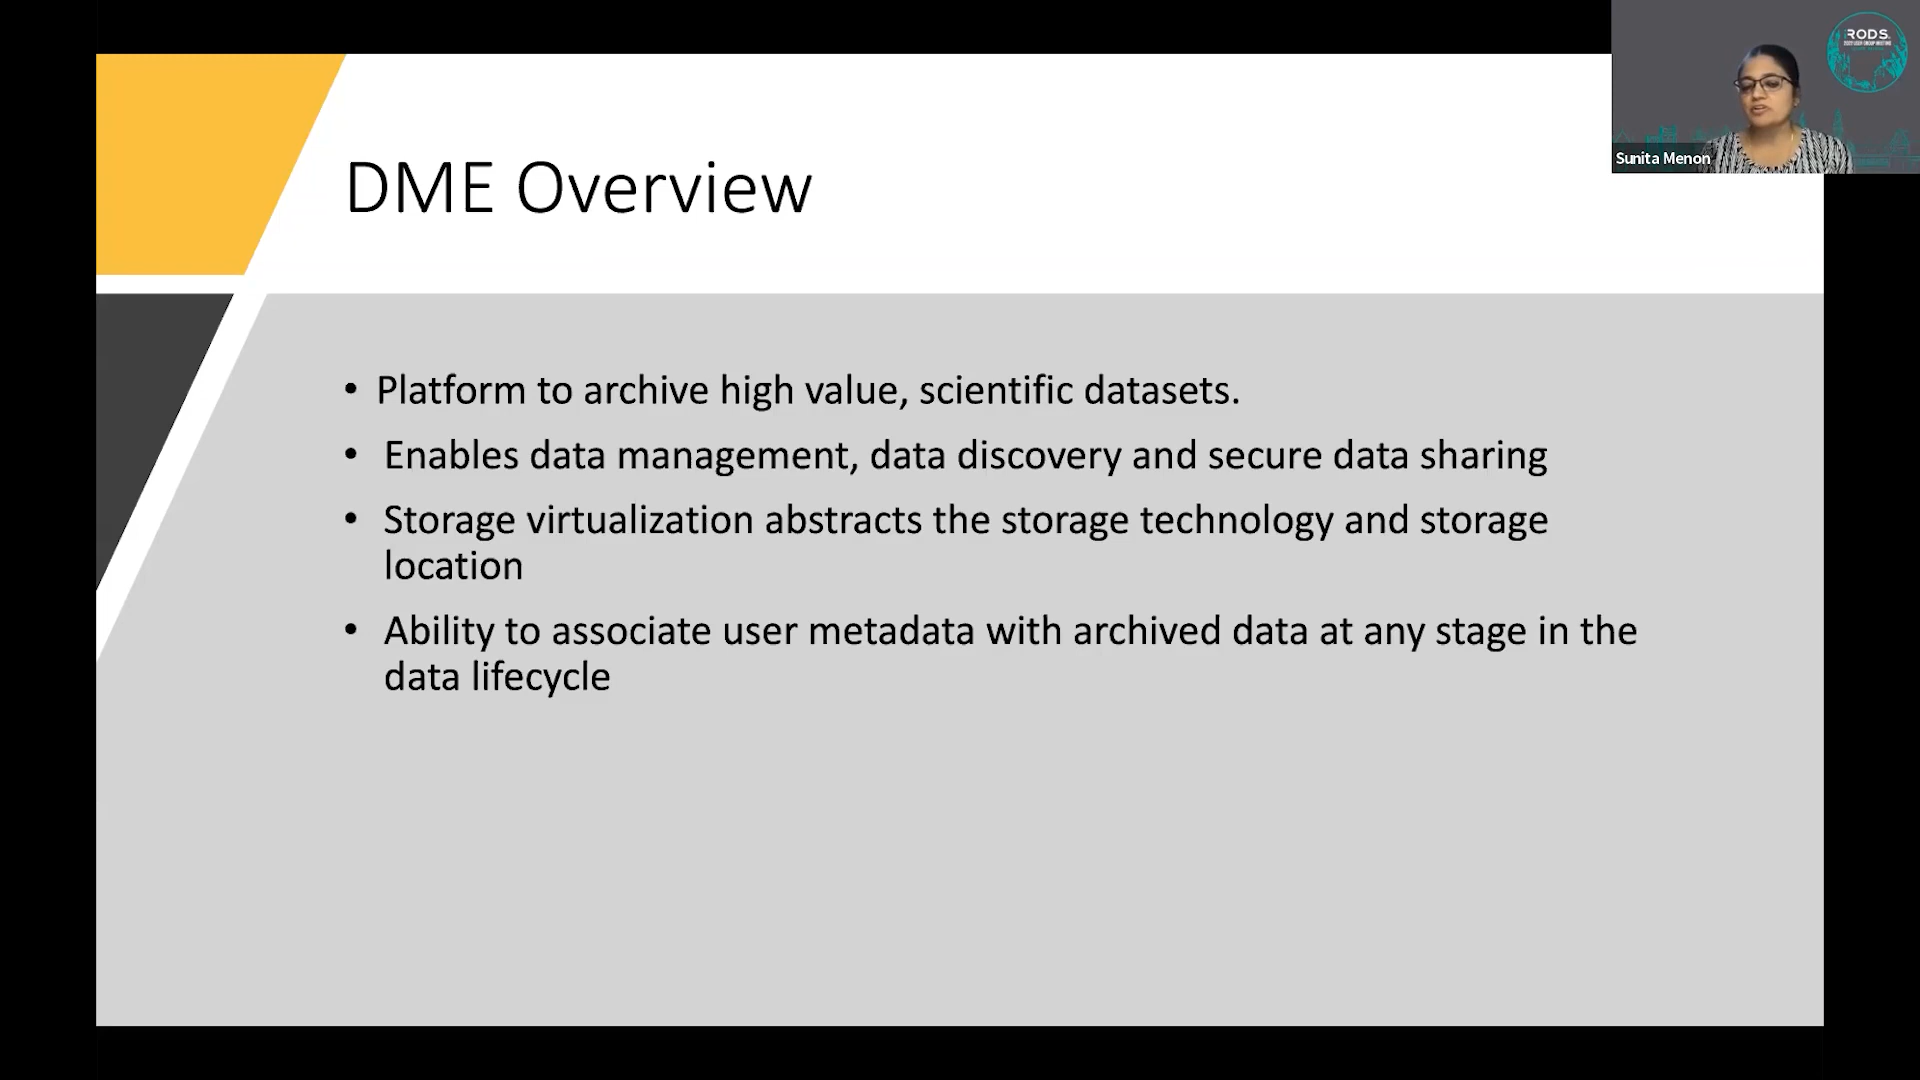 RODS
Sunita Menon
DME Overview
• Platform to archive high value, scientific datasets.
• Enables data management, data discovery and secure data sharing
• Storage virtualization abstracts the storage technology and storage
location
• Ability to associate user metadata with archived data at any stage in the
data lifecycle